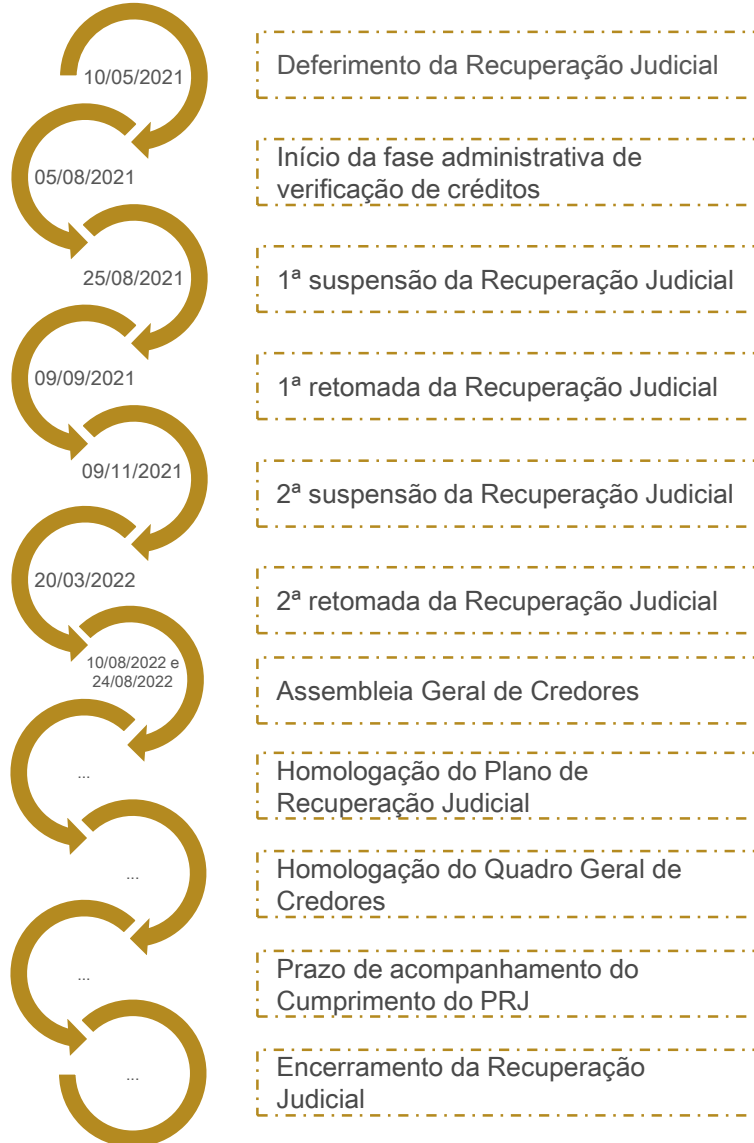 10/05/2021
Deferimento da Recuperação Judicial
05/08/2021
Início da fase administrativa de
verificação de créditos
25/08/2021
1ª suspensão da Recuperação Judicial
09/09/2021
1ª retomada da Recuperação Judicial
09/11/2021
2ª suspensão da Recuperação Judicial
20/03/2022
2ª retomada da Recuperação Judicial
10/08/2022 e
24/08/2022
Assembleia Geral de Credores
...
Homologação do Plano de
Recuperação Judicial
...
Homologação do Quadro Geral de
Credores
...
Prazo de acompanhamento do
Cumprimento do PRJ
...
Encerramento da Recuperação
Judicial